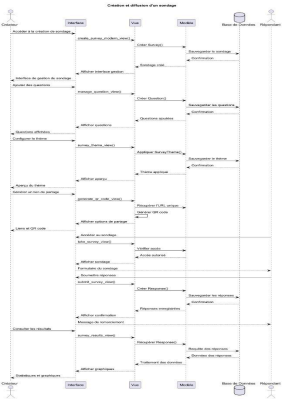 Création et diffusion d'un sondage
Créateur
Interface
Vue
Modèle
Base de Données
Répondant
Accéder à la création de sondage
create_survey_modern_view()
Créer Survey()
Sauvegarder le sondage
Confirmation
Sondage créé
Afficher interface gestion
Interface de gestion de sondage
Ajouter des questions
manage_question_view()
Créer Question()
Sauvegarder les questions
Confirmation
Questions ajoutées
Afficher questions
Questions affichées
Configurer le thème
survey_theme_view()
Appliquer SurveyTheme()
Sauvegarder le thème
Confirmation
Thème appliqué
Afficher aperçu
Aperçu du thème
Générer un lien de partage
generate_qr_code_view()
Récupérer l'URL unique
Générer QR code
Afficher options de partage
Lien et QR code
Accéder au sondage
Vérifier accès
Accès autorisé
Afficher sondage
Formulaire du sondage
Soumettre réponses
submit_survey_view()
Créer Response()
Sauvegarder les réponses
Confirmation
Réponses enregistrées
Afficher confirmation
Message de remerciement
Consulter les résultats
survey_results_view()
Récupérer Responses()
Requête des réponses
Données des réponses
Traitement des données
Afficher graphiques
Statistiques et graphiques
Créateur
Interface
Vue
Modèle
Base de Données
Répondant